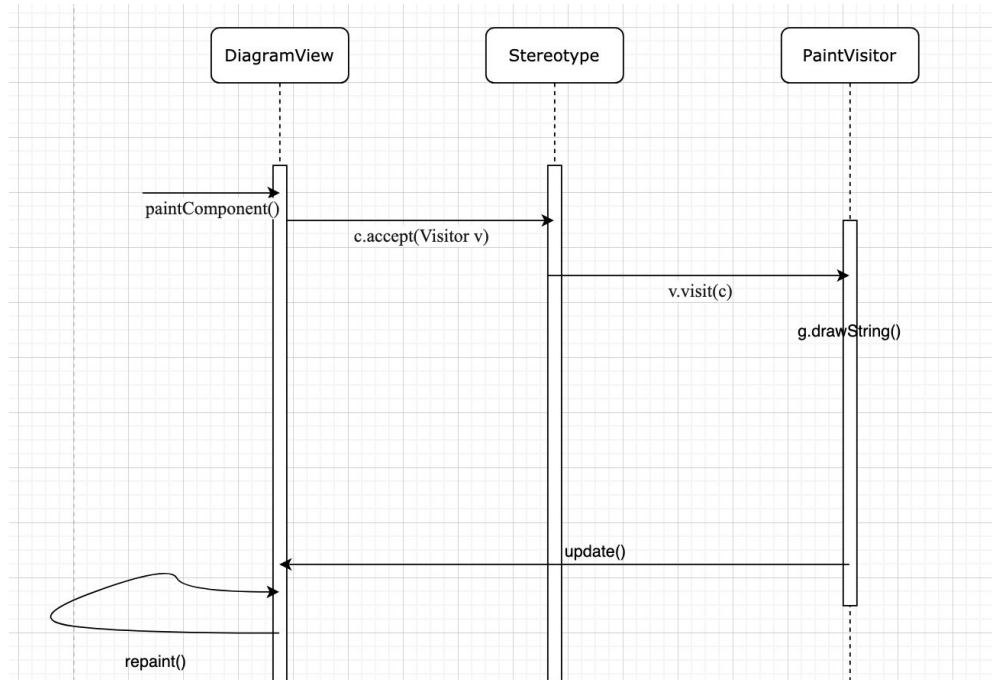 DiagramView
Stereotype
PaintVisitor
paintComponent()
c.accept(Visitor v)
v.visit(c)
g.drawString()
update()
repaint()